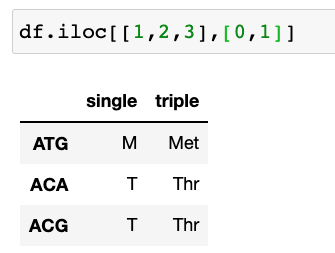 df.iloc[[1,2,3],[0,1]]
single triple
ATG M Met
ACA T Thr
ACG T Thr